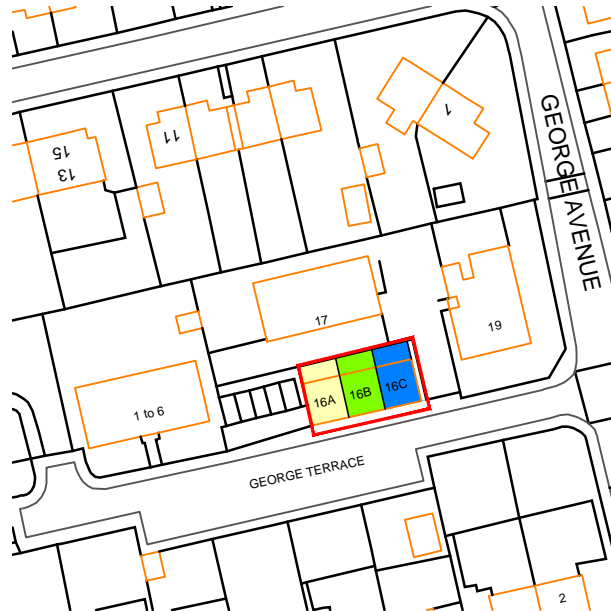 1
11
15
13
GEORGE AVENUE
17
19
16A
16B
16C
1 to 6
GEORGE TERRACE
2